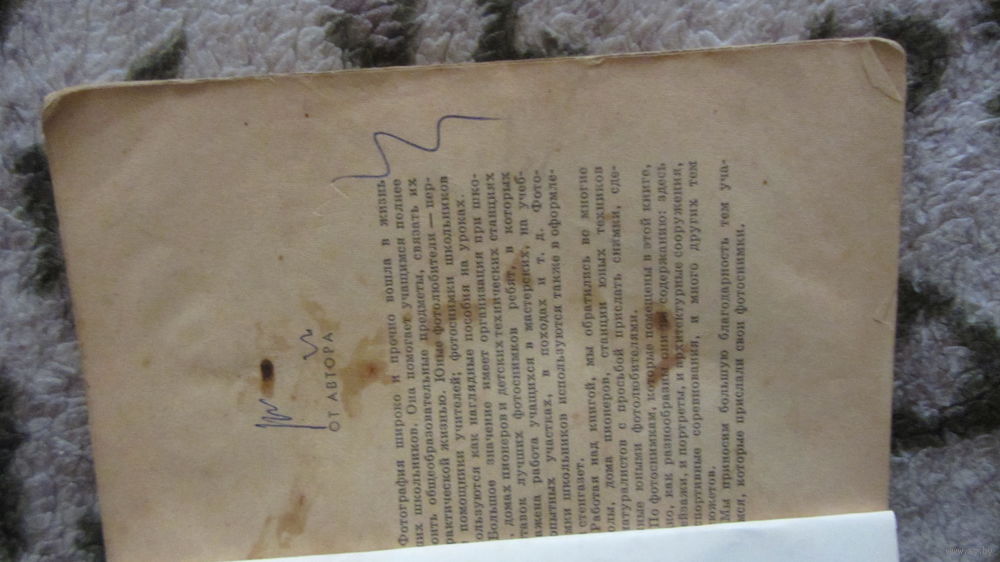 ОТ АВТОРА
Фотография широко и прочно вошла в жизнь
ших школьников. Она помогает учащимся полнее
оить общеобразовательные предметы, связать их
рактической жизнью. Юные фотолюбители — пер-
помощники учителей; фотоснимки школьников
ользуются как наглядные пособия на уроках.
Большое значение имеет организация при шко-
, домах пионеров и детских технических станциях
тавок лучших фотоснимков ребят, в которых
ажена работа учащихся в мастерских, на учеб-
опытных участках, в походах и т. д. Фото-
мки школьников используются также в оформле-
стенгазет.
Работая над книгой, мы обратились во многие
олы, дома пионеров, станции юных техников
атуралистов с просьбой прислать снимки, сде-
ные юными фотолюбителями.
По фотоснимкам, которые помещены в этой книге,
но, как разнообразны они по содержанию: здесь
ейзажи, и портреты, и архитектурные сооружения,
спортивные соревнования, и много других тем
южетов.
Мы приносим большую благодарность тем уча-
мся, которые прислали свои фотоснимки.